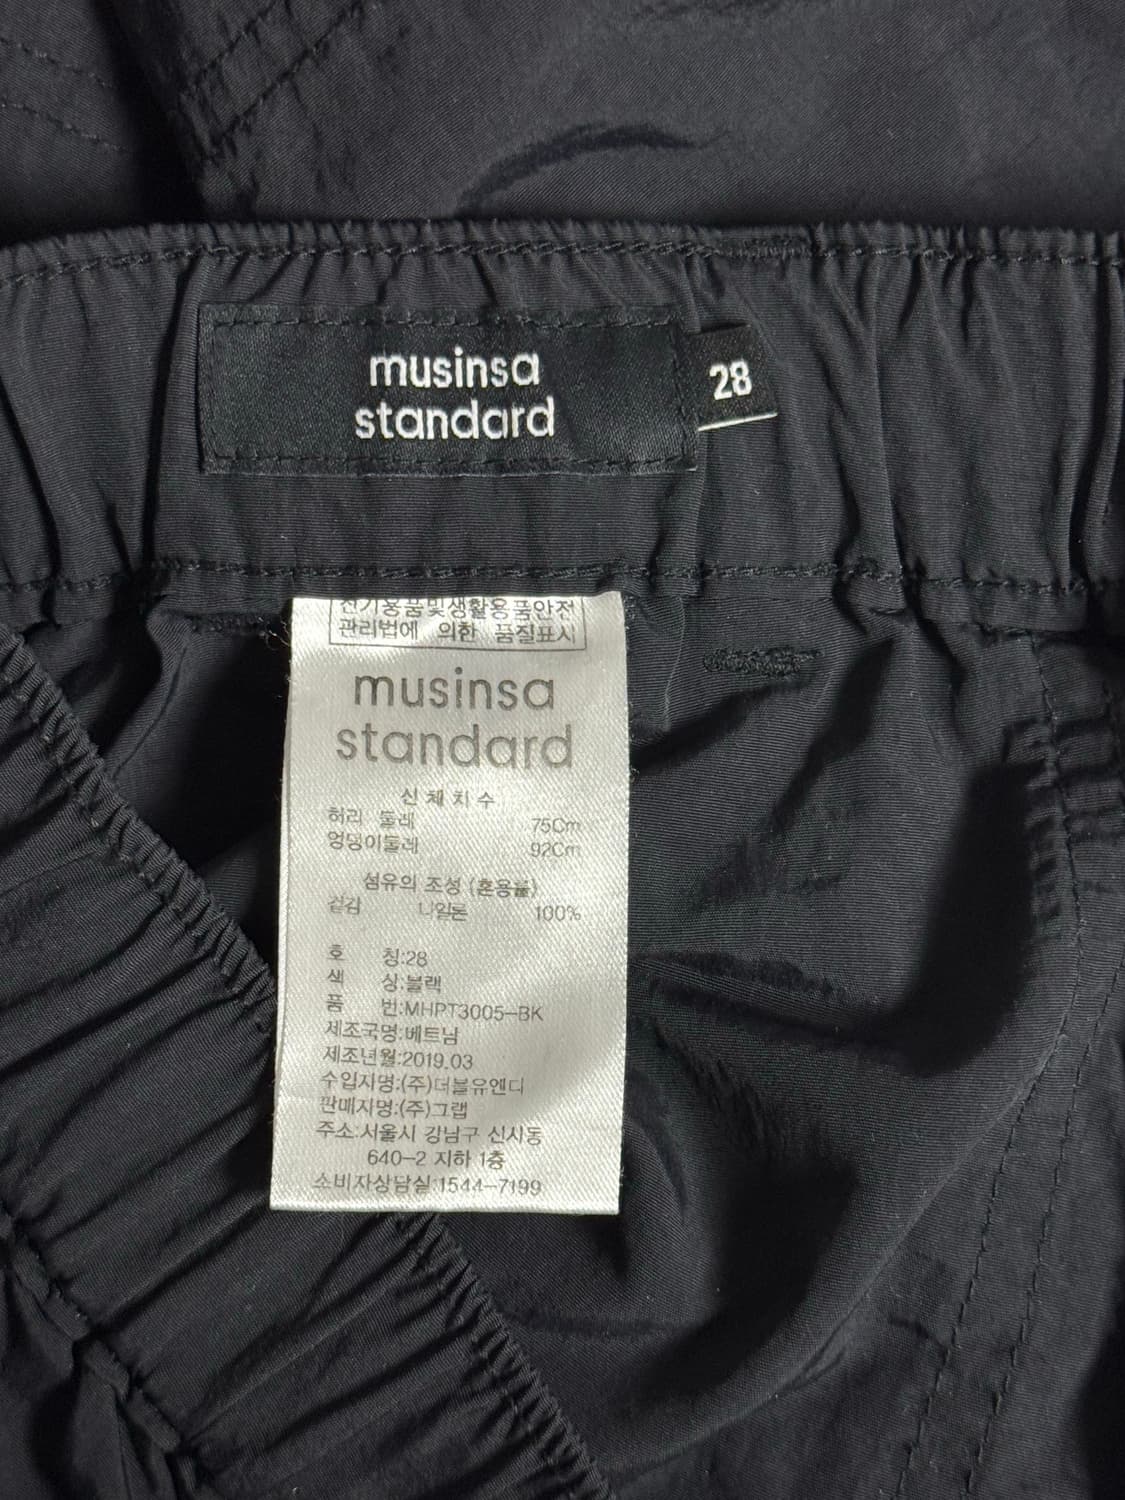 musinsa
standard
28
전기용품및생활용품안전
관리법에 의한 품질표시
musinsa
standard
신체치수
허리 둘레 75Cm
엉덩이둘레 92Cm
섬유의 조성 (혼용률)
겉감 나일론 100%
호 칭:28
색 상:블랙
품 번:MHPT3005-BK
제조국명:베트남
제조년월:2019.03
수입자명:(주)더블유엔디
판매자명:(주)그랩
주소:서울시 강남구 신사동
640-2 지하 1층
소비자상담실:1544-7199